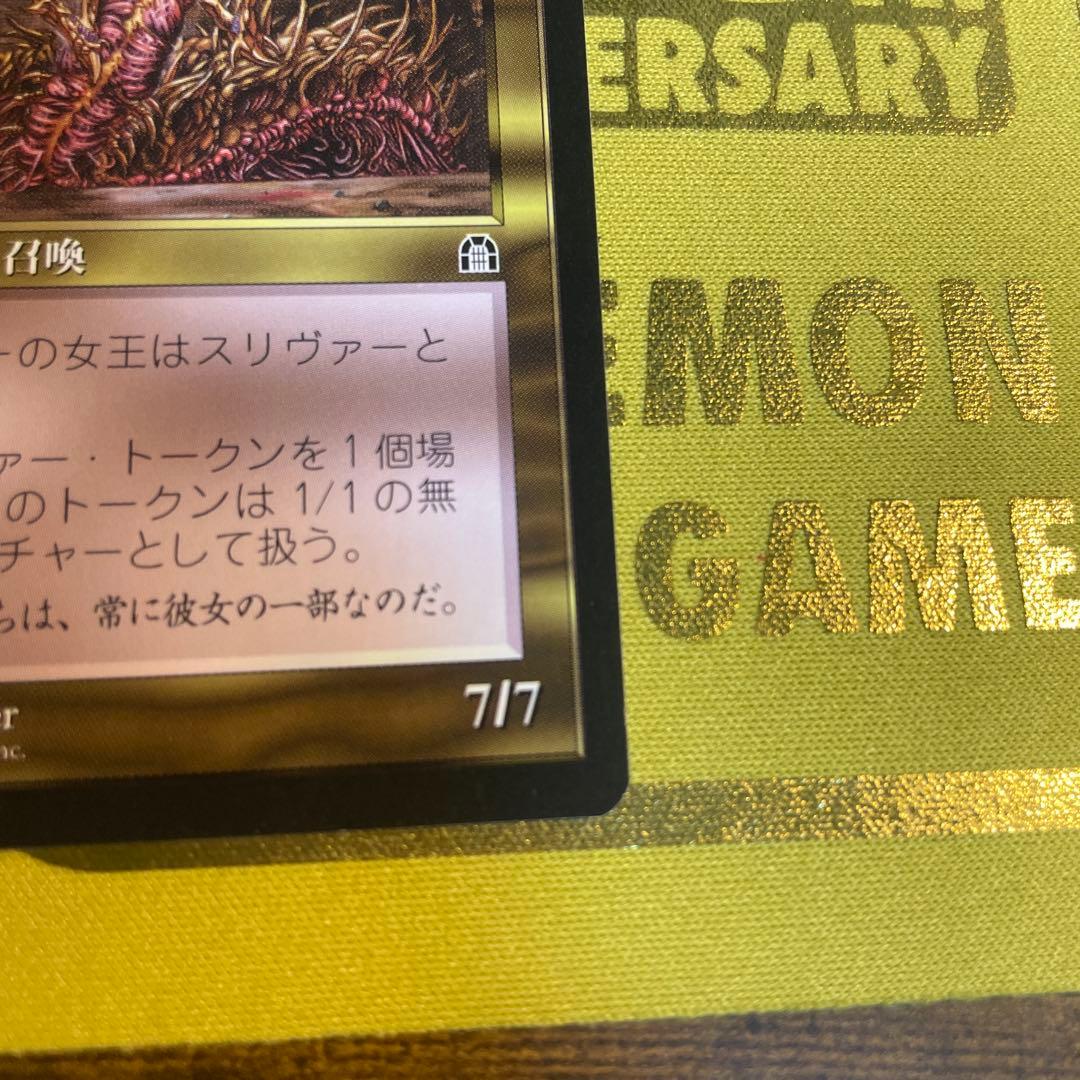 ERSARY
召喚
EMON
ーの女王はスリヴァーと
ァー・トークンを1個場
のトークンは 1/1 の無
チャーとして扱う。
GAME
らは、常に彼女の一部なのだ。
7/7
er
nc.